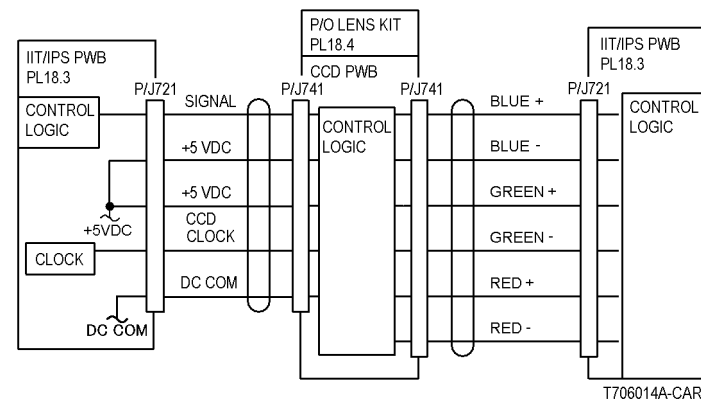 P/O LENS KIT
PL18.4
IIT/IPS PWB
PL18.3
IIT/IPS PWB
PL18.3
CCD PWB
P/J721
P/J741
P/J741
P/J721
CONTROL
LOGIC
SIGNAL
BLUE +
CONTROL
LOGIC
CONTROL
LOGIC
+5 VDC
BLUE -
+5 VDC
GREEN +
+5VDC
CCD
CLOCK
GREEN -
CLOCK
DC COM
RED +
DC COM
RED -
T706014A-CAR